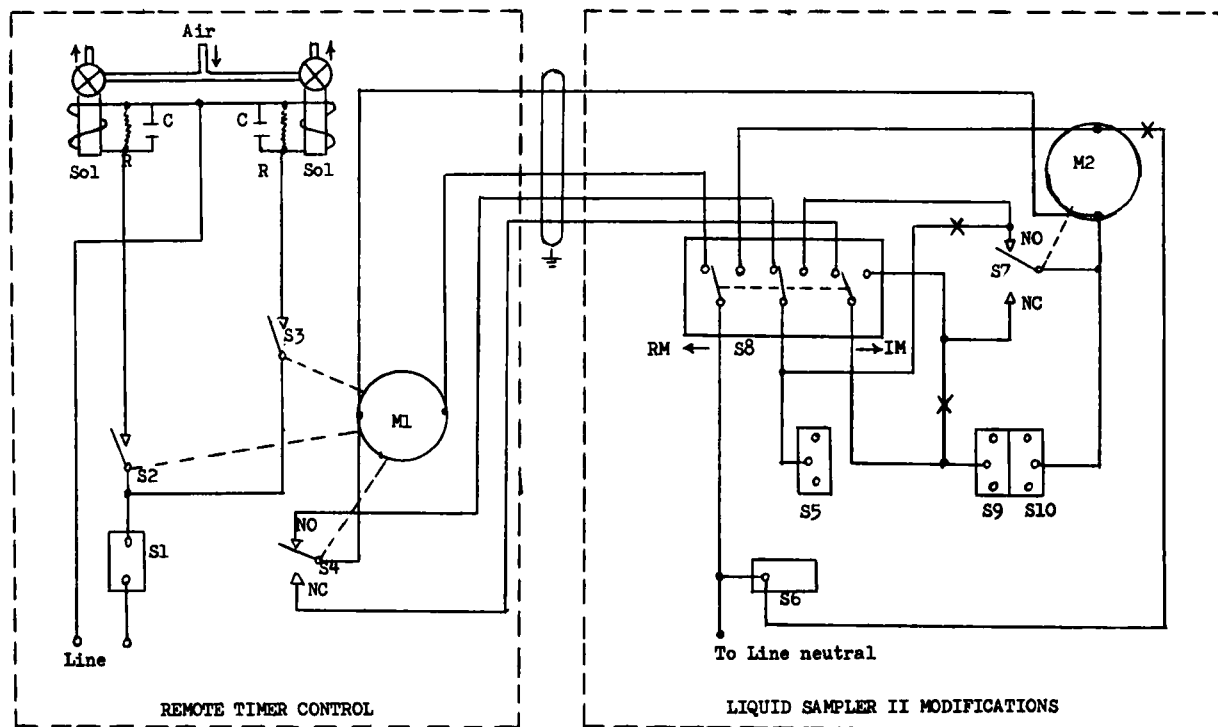 Air
C
C
R
R
Sol
Sol
M2
NO
S7
NC
RM
S8
IM
S3
M1
S2
S5
S9 S10
S1
NO
S4
NC
S6
Line
To Line neutral
REMOTE TIMER CONTROL
LIQUID SAMPLER II MODIFICATIONS